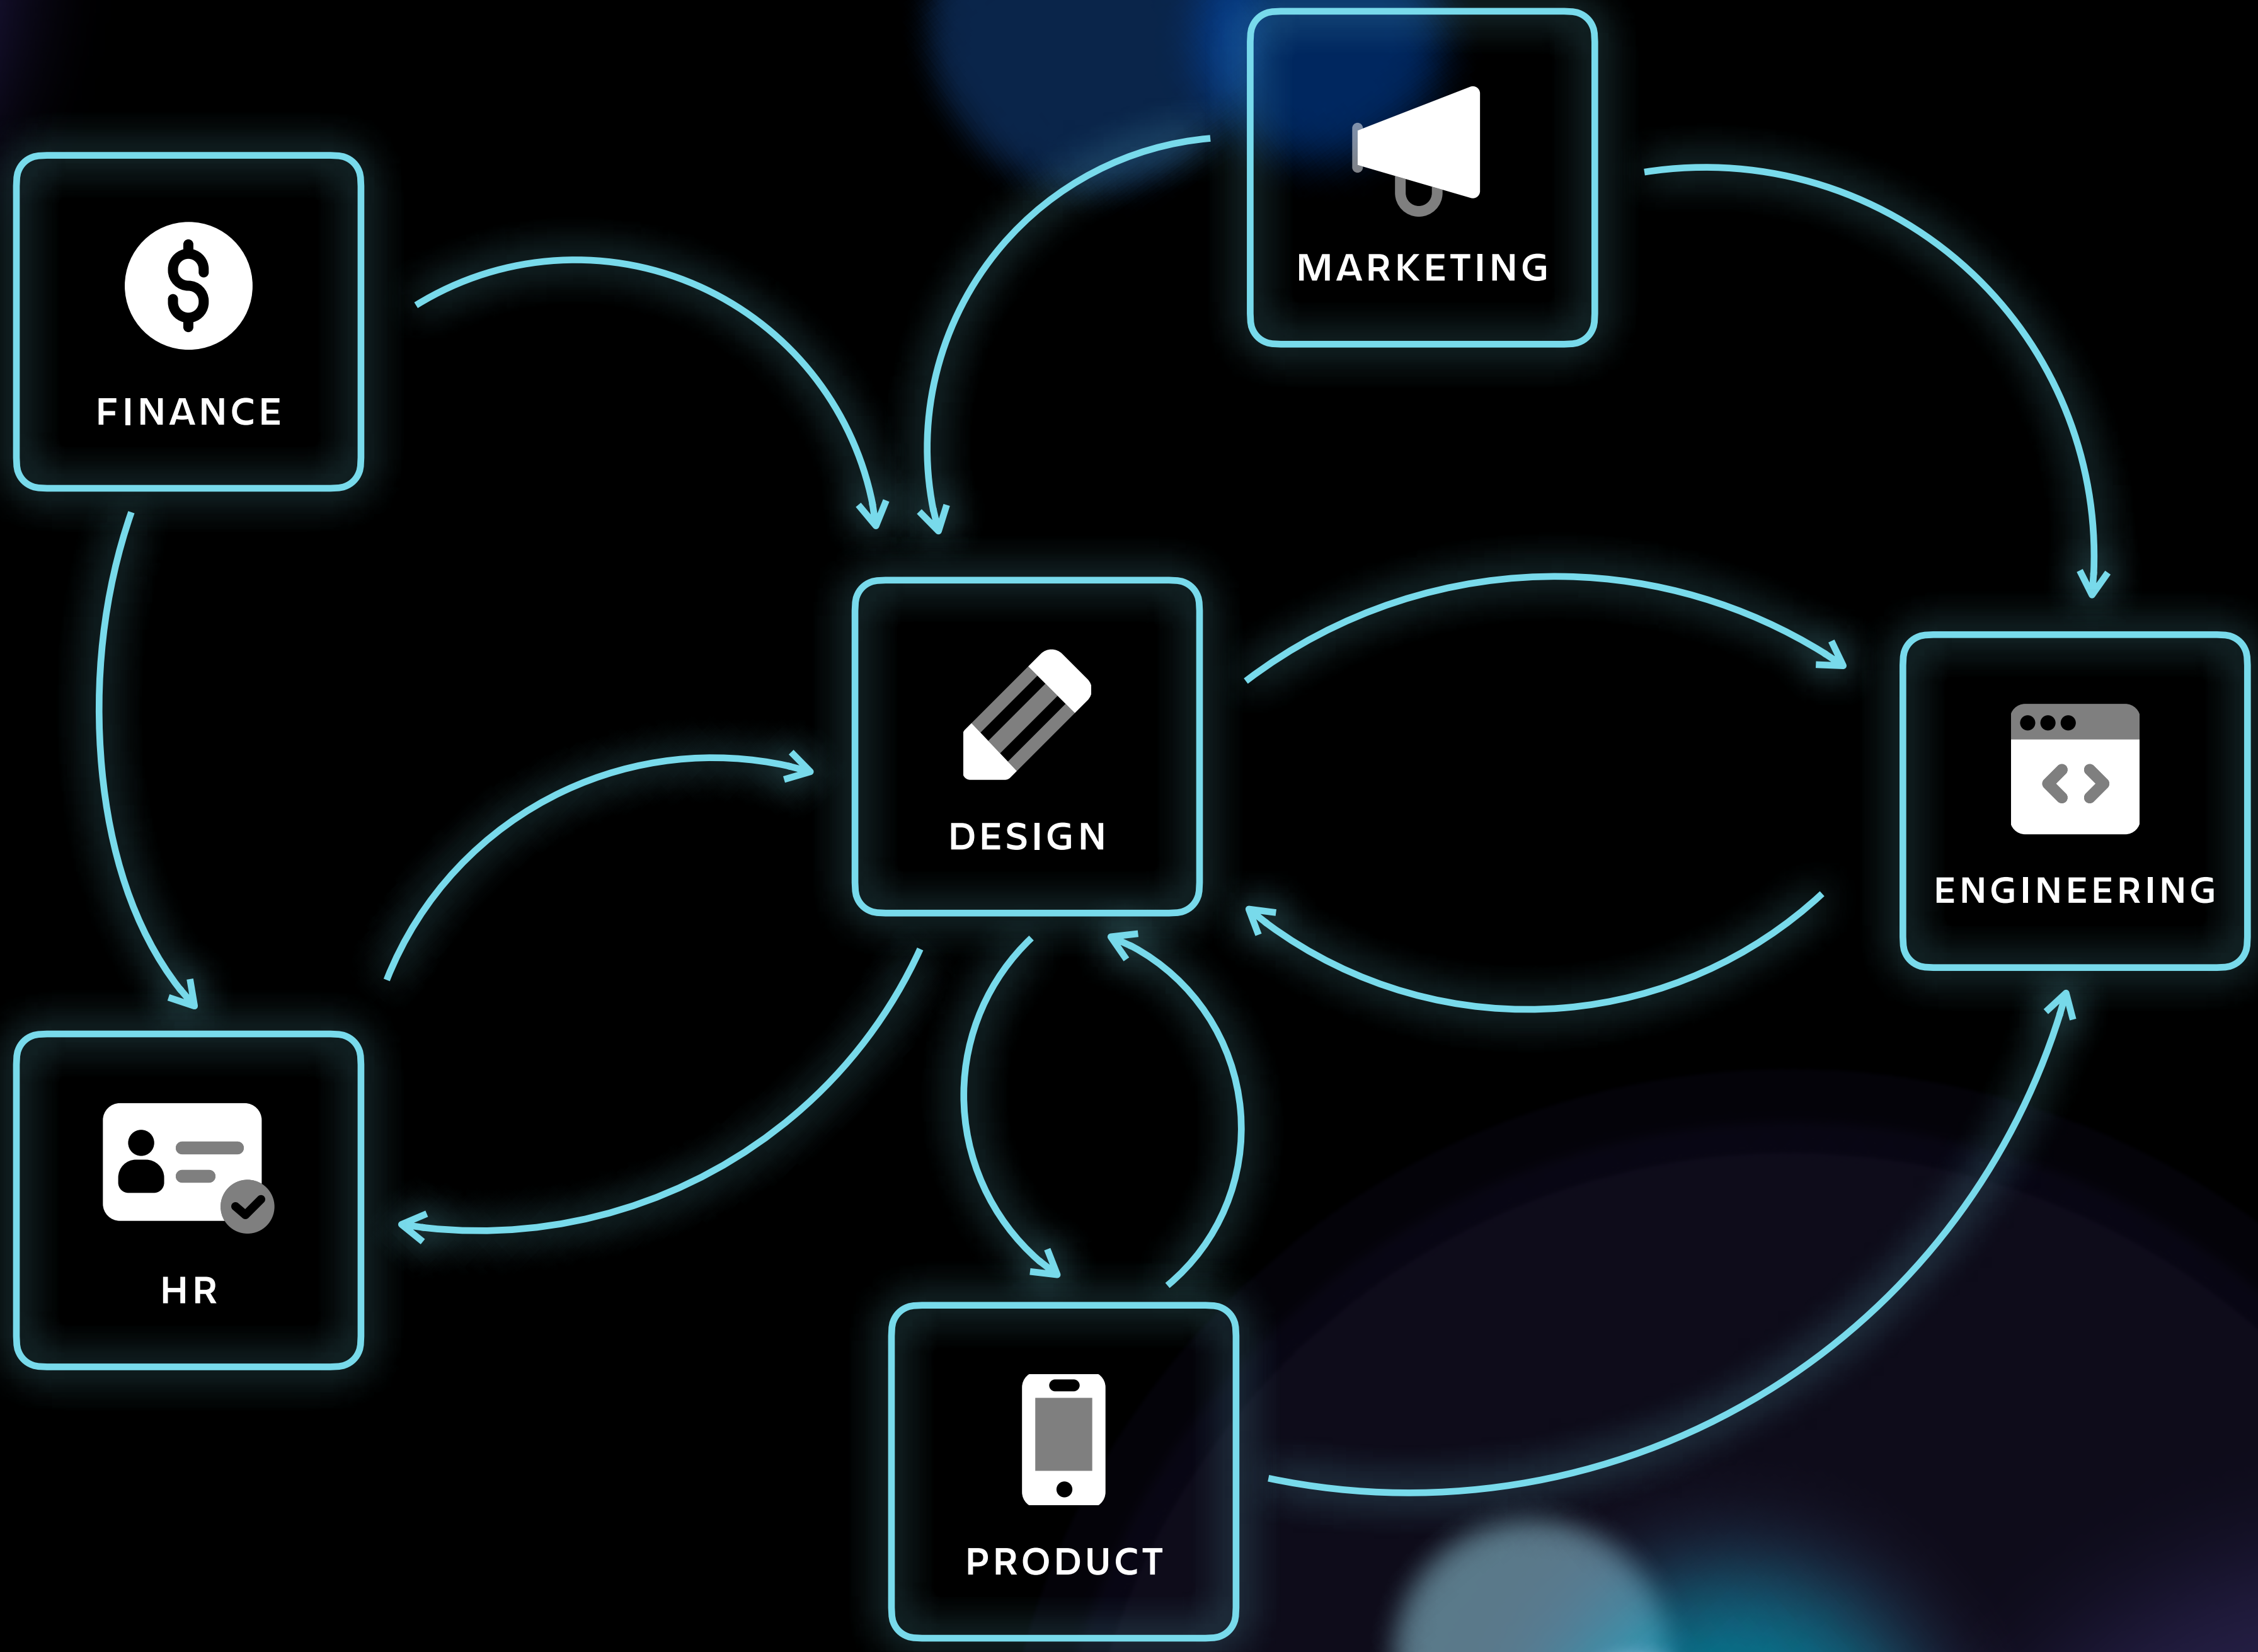 MARKETING
FINANCE
DESIGN
ENGINEERING
HR
PRODUCT